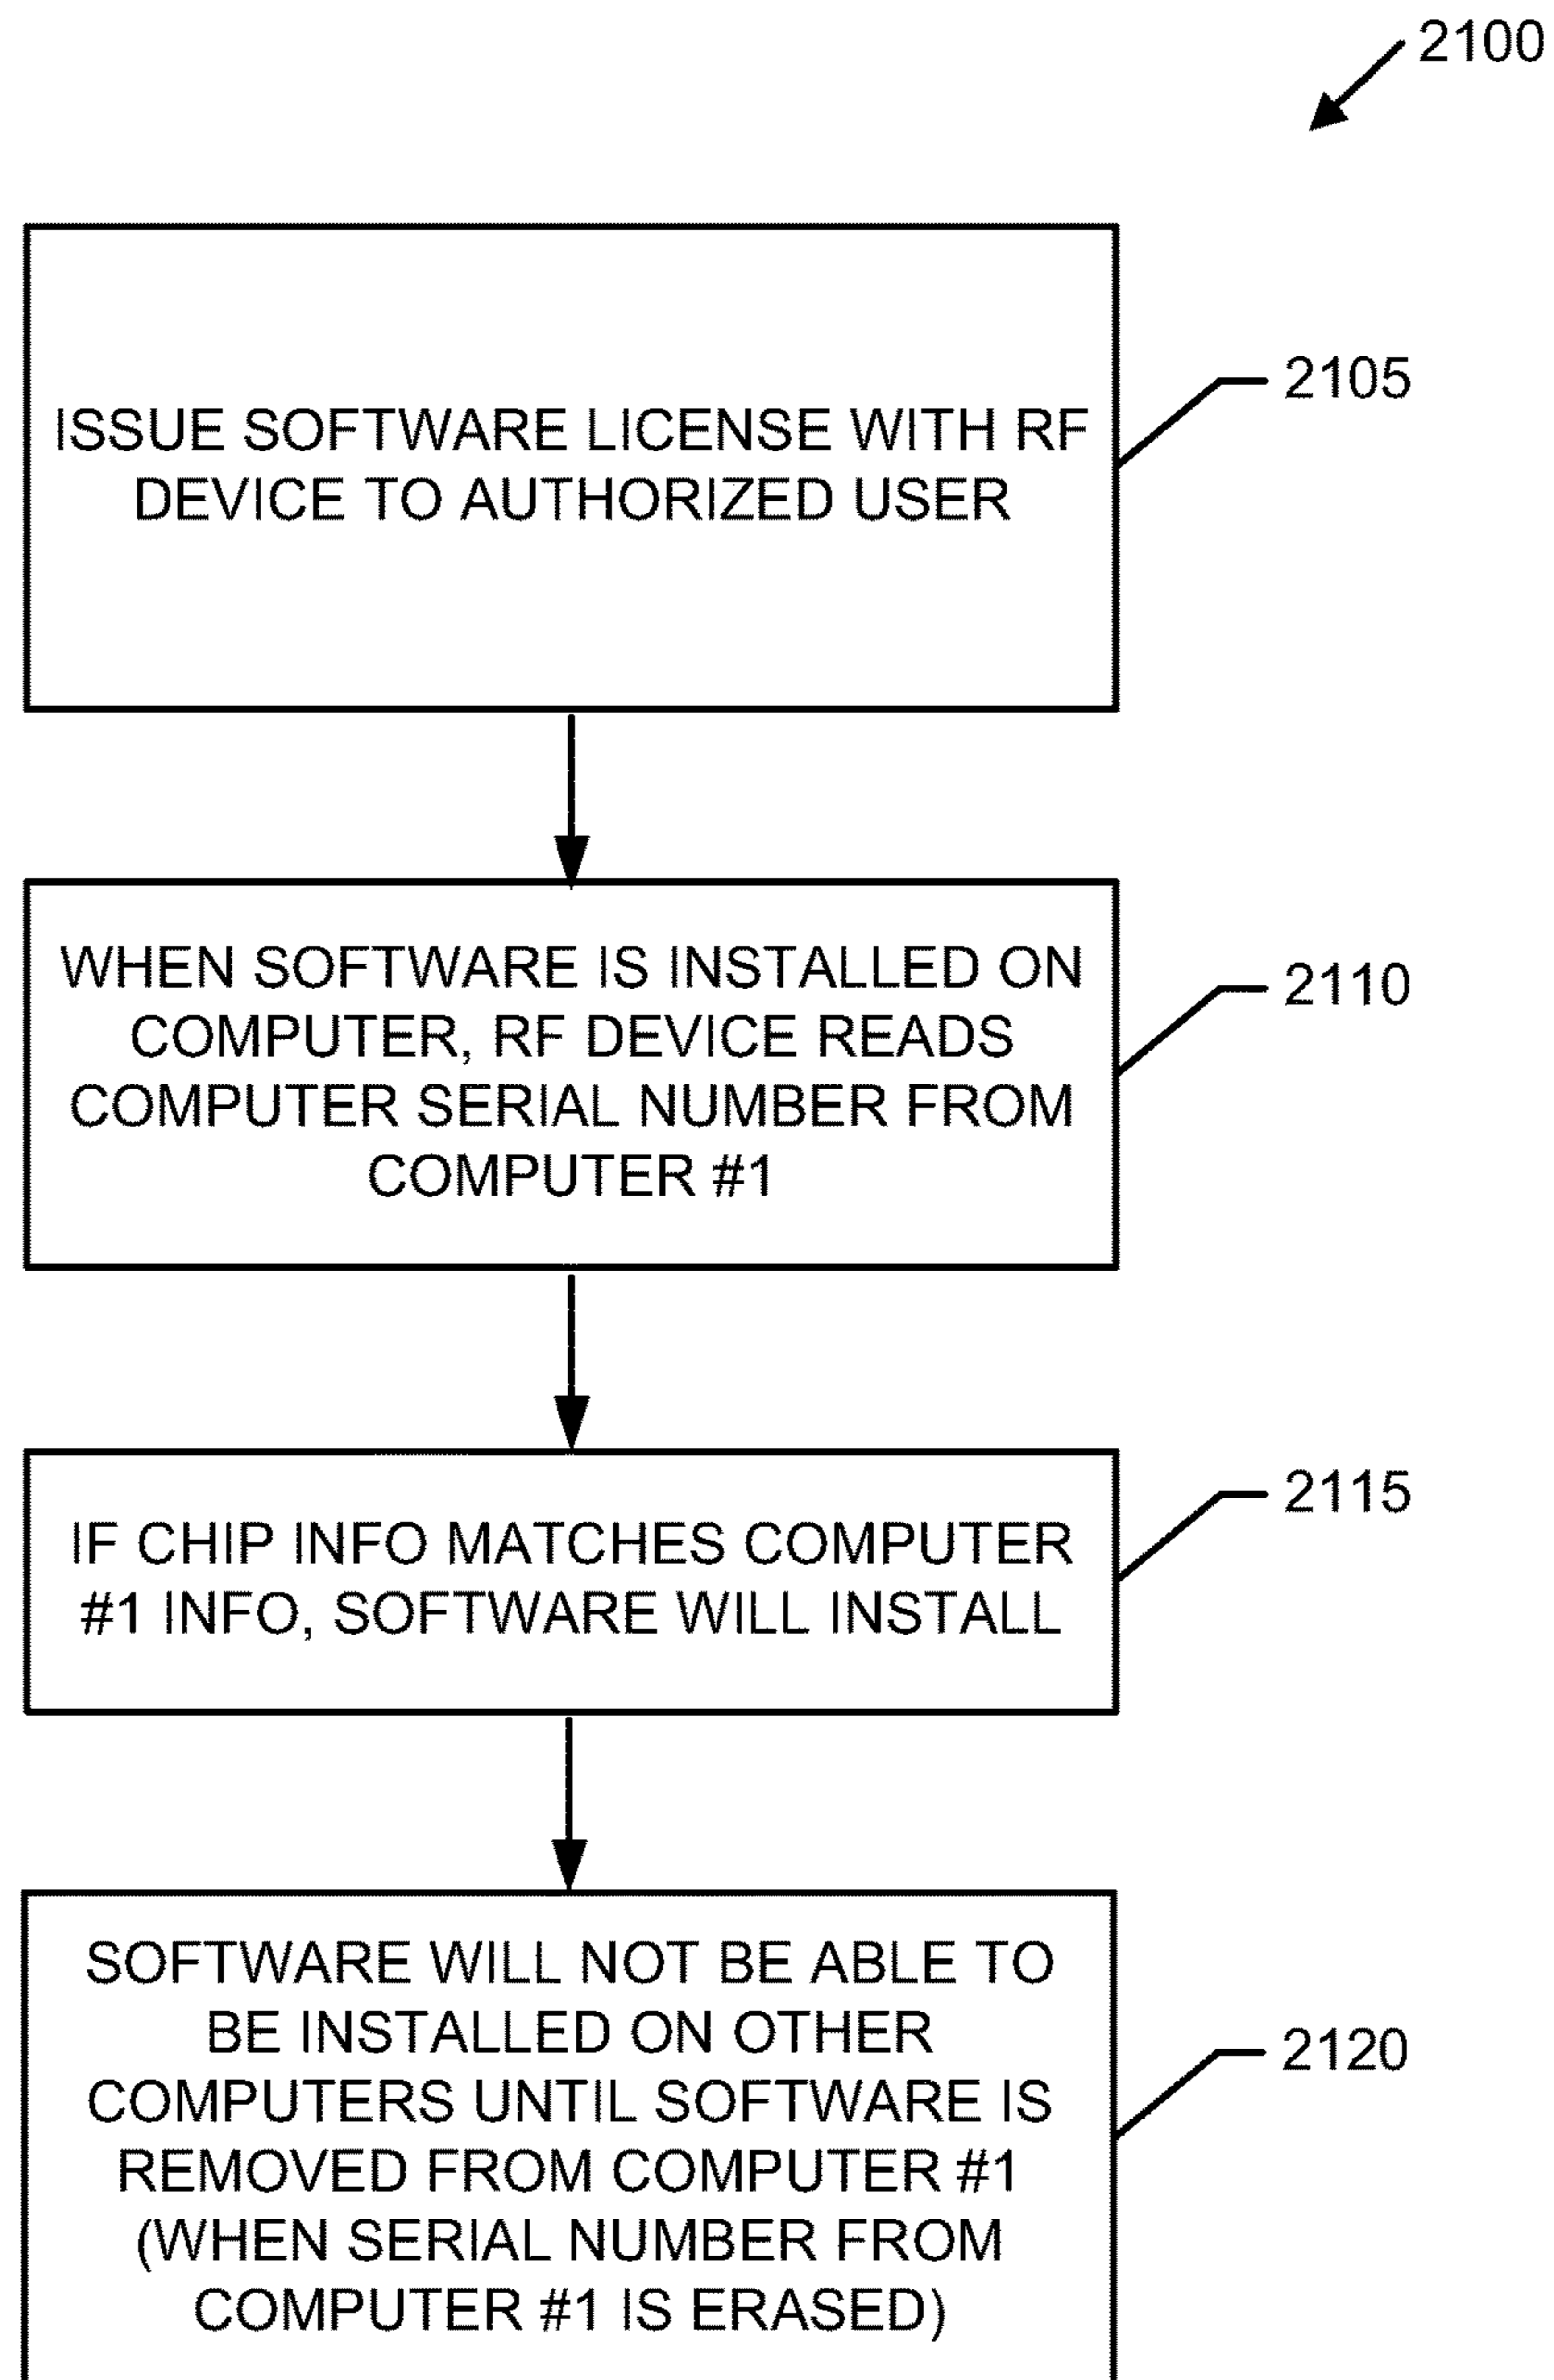 2100
ISSUE SOFTWARE LICENSE WITH RF
DEVICE TO AUTHORIZED USER
2105
WHEN SOFTWARE IS INSTALLED ON
COMPUTER, RF DEVICE READS
COMPUTER SERIAL NUMBER FROM
COMPUTER #1
2110
IF CHIP INFO MATCHES COMPUTER
#1 INFO, SOFTWARE WILL INSTALL
2115
SOFTWARE WILL NOT BE ABLE TO
BE INSTALLED ON OTHER
COMPUTERS UNTIL SOFTWARE IS
REMOVED FROM COMPUTER #1
(WHEN SERIAL NUMBER FROM
COMPUTER #1 IS ERASED)
2120